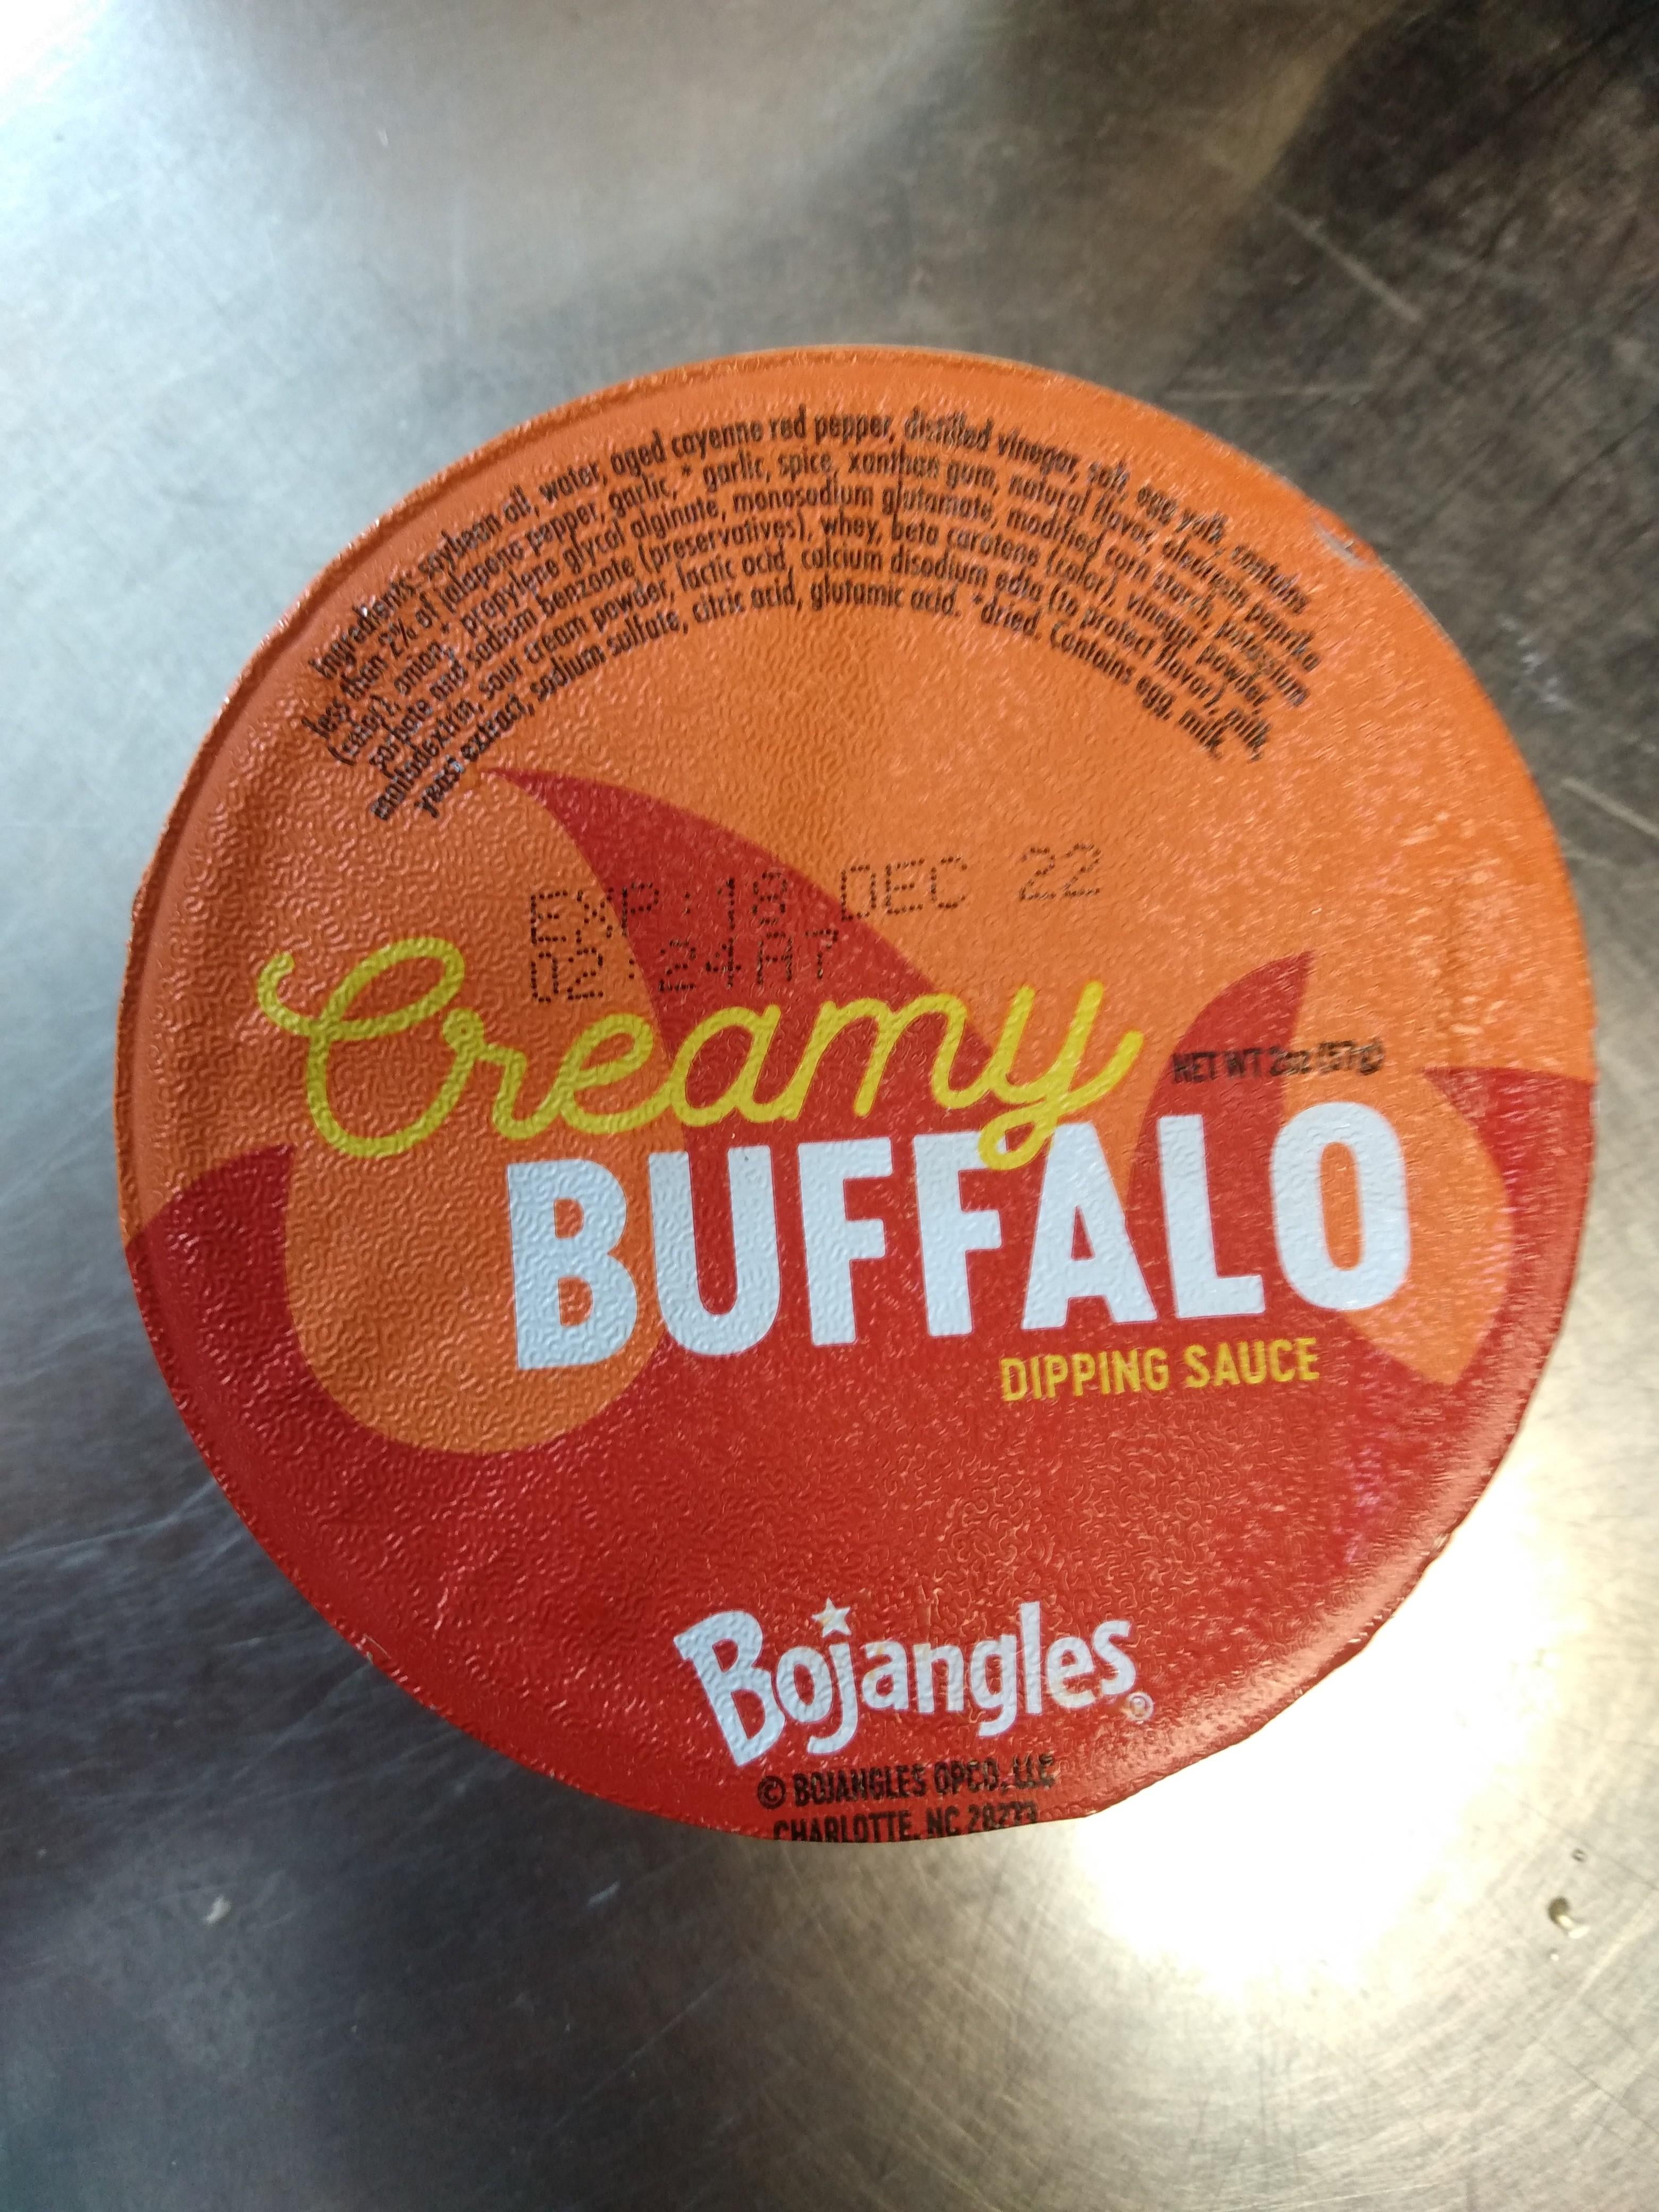 Ingredients: soybean oil, water, aged cayenne red pepper, distilled vinegar, salt, egg yolk, contains
less than 2% of (jalapeno pepper, garlic,* garlic, spice, xanthan gum, natural flavor, oleoresin paprika
(color), onion,* propylene glycol alginate, monosodium glutamate, modified corn starch, potassium
sorbate and sodium benzoate (preservatives), whey, beta carotene (color), vinegar powder,
maltodextrin, sour cream powder, lactic acid, calcium disodium edta (to protect flavor), milk,
yeast extract, sodium sulfate, citric acid, glutamic acid. *dried. Contains egg, milk.
EXP:18 DEC 22
02:24A7
Creamy
NET WT 2oz (57g)
BUFFALO
DIPPING SAUCE
Bojangles®
© BOJANGLES OPCO, LLC
CHARLOTTE, NC 28273